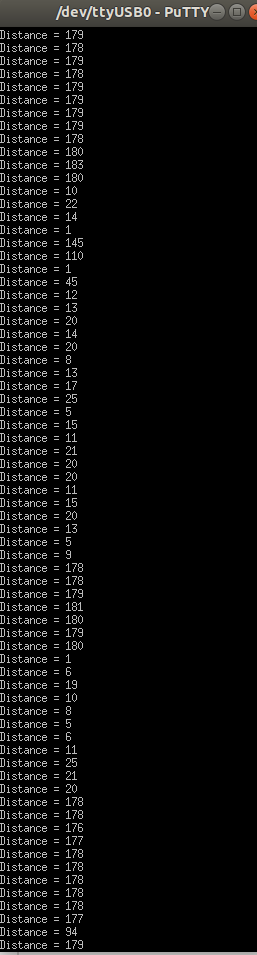 /dev/ttyUSB0 - PuTTY
Distance = 179
Distance = 178
Distance = 179
Distance = 178
Distance = 179
Distance = 179
Distance = 179
Distance = 179
Distance = 178
Distance = 180
Distance = 183
Distance = 180
Distance = 10
Distance = 22
Distance = 14
Distance = 1
Distance = 145
Distance = 110
Distance = 1
Distance = 45
Distance = 12
Distance = 13
Distance = 20
Distance = 14
Distance = 20
Distance = 8
Distance = 13
Distance = 17
Distance = 25
Distance = 5
Distance = 15
Distance = 11
Distance = 21
Distance = 20
Distance = 20
Distance = 11
Distance = 15
Distance = 20
Distance = 13
Distance = 5
Distance = 9
Distance = 178
Distance = 178
Distance = 179
Distance = 181
Distance = 180
Distance = 179
Distance = 180
Distance = 1
Distance = 6
Distance = 19
Distance = 10
Distance = 8
Distance = 5
Distance = 6
Distance = 11
Distance = 25
Distance = 21
Distance = 20
Distance = 178
Distance = 178
Distance = 176
Distance = 177
Distance = 178
Distance = 178
Distance = 178
Distance = 178
Distance = 178
Distance = 177
Distance = 94
Distance = 179